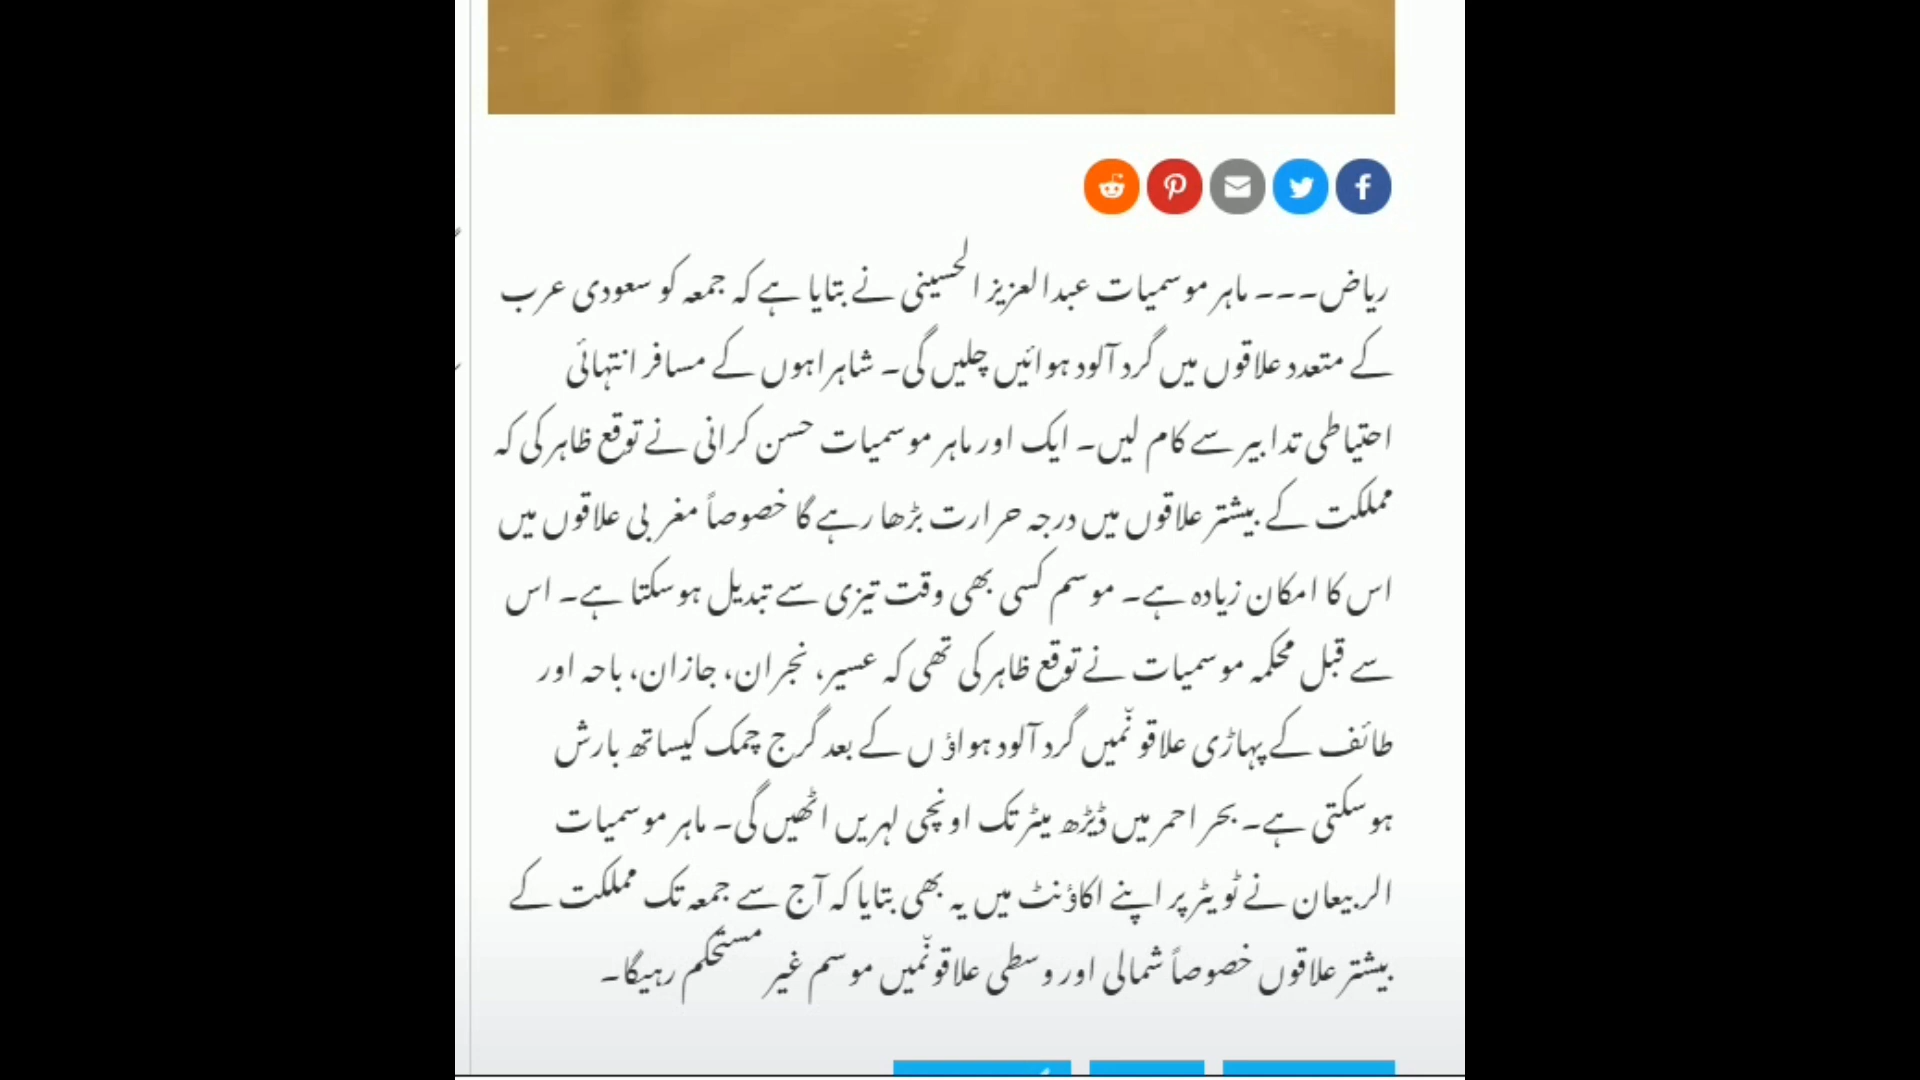 ریاض۔۔۔ ماہر موسمیات عبدالعزیز الحسینی نے بتایا ہے کہ جمعہ کو سعودی عرب
کے متعدد علاقوں میں گرد آلود ہوائیں چلیں گی۔ شاہراہوں کے مسافر انتہائی
احتیاطی تدابیر سے کام لیں۔ ایک اور ماہر موسمیات حسن کرانی نے توقع ظاہر کی کہ
مملکت کے بیشتر علاقوں میں درجہ حرارت بڑھا رہے گا خصوصاً مغربی علاقوں میں
اس کا امکان زیادہ ہے۔ موسم کسی بھی وقت تیزی سے تبدیل ہوسکتا ہے۔ اس
سے قبل محکمہ موسمیات نے توقع ظاہر کی تھی کہ عسیر، نجران، جازان، باحہ اور
طائف کے پہاڑی علاقو نّمیں گرد آلود ہواﺅ ں کے بعد گرج چمک کیساتھ بارش
ہوسکتی ہے۔ بحر احمر میں ڈیڑھ میٹر تک اونچی لہریں اٹھیں گی۔ ماہر موسمیات
الربیعان نے ٹویٹر پر اپنے اکاﺅنٹ میں یہ بھی بتایا کہ آج سے جمعہ تک مملکت کے
بیشتر علاقوں خصوصاً شمالی اور وسطی علاقو نّمیں موسم غیر مستحکم رہیگا۔